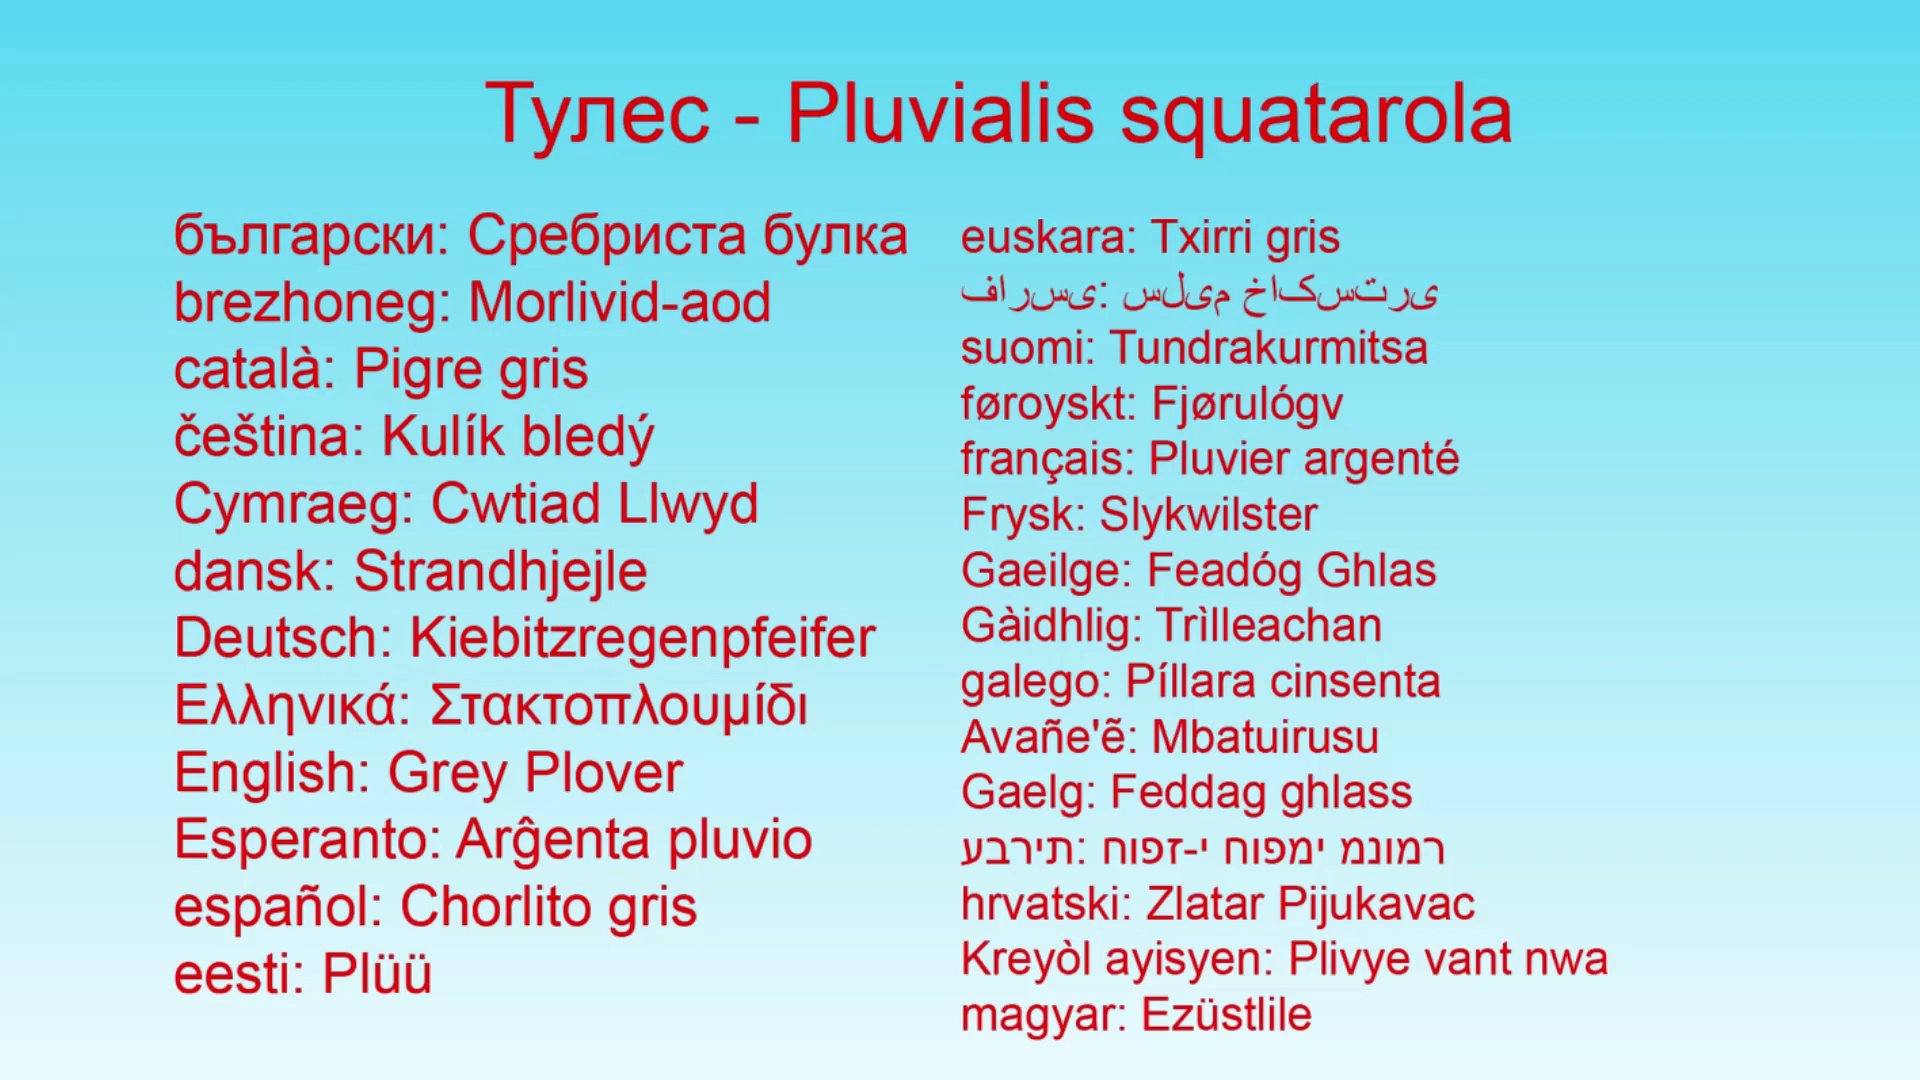 Тулес - Pluvialis squatarola
български: Сребриста булка
brezhoneg: Morlivid-aod
català: Pigre gris
čeština: Kulík bledý
Cymraeg: Cwtiad Llwyd
dansk: Strandhjejle
Deutsch: Kiebitzregenpfeifer
Ελληνικά: Στακτοπλουμίδι
English: Grey Plover
Esperanto: Arĝenta pluvio
español: Chorlito gris
eesti: Plüü
euskara: Txirri gris
فارسی: سلیم خاکستری
suomi: Tundrakurmitsa
føroyskt: Fjørulógv
français: Pluvier argenté
Frysk: Slykwilster
Gaeilge: Feadóg Ghlas
Gàidhlig: Trìlleachan
galego: Píllara cinsenta
Avañe'ẽ: Mbatuirusu
Gaelg: Feddag ghlass
עברית: חופז-י חופמי מנומר
hrvatski: Zlatar Pijukavac
Kreyòl ayisyen: Plivye vant nwa
magyar: Ezüstlile